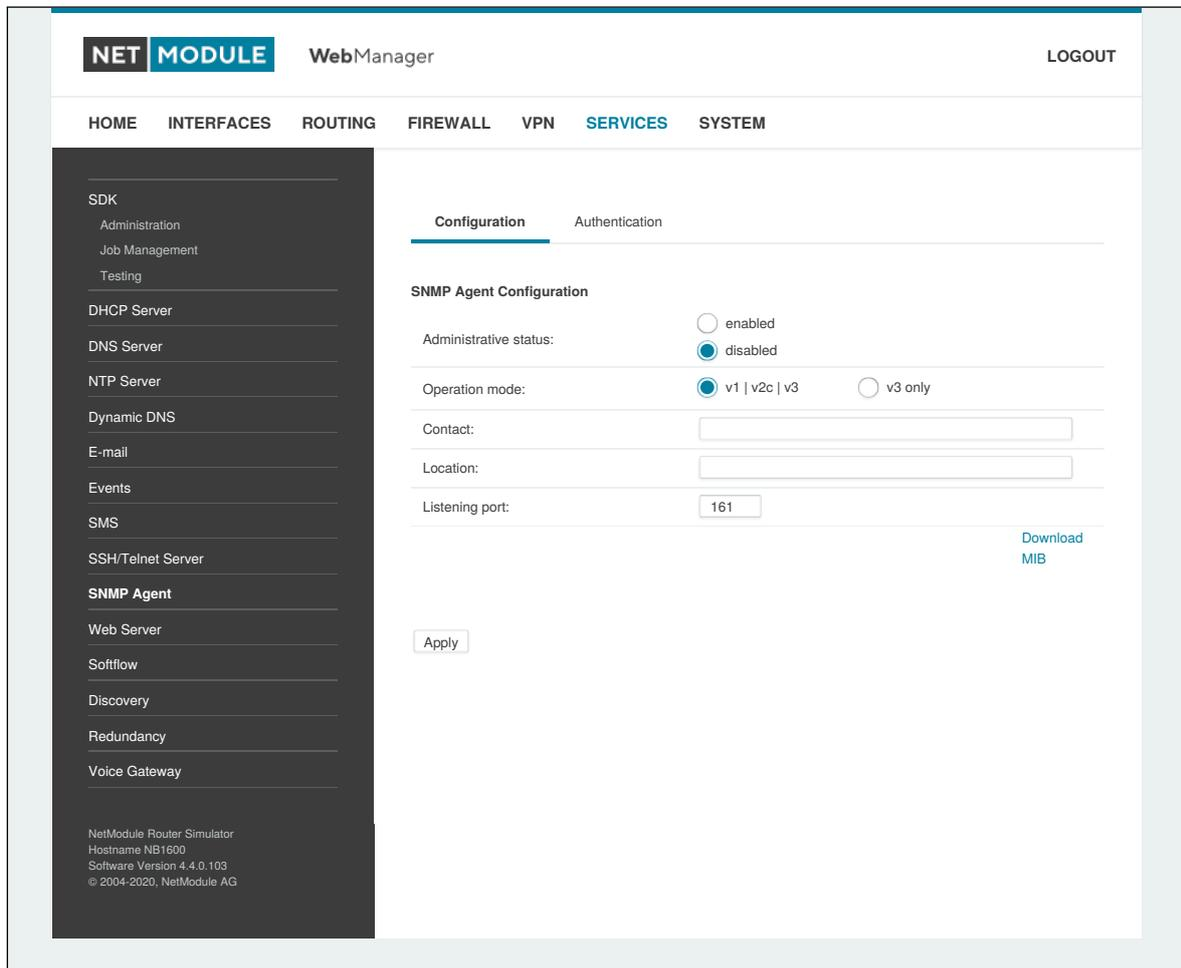 NET MODULE WebManager LOGOUT
HOME INTERFACES ROUTING FIREWALL VPN SERVICES SYSTEM
SDK
Administration
Job Management
Testing
DHCP Server
DNS Server
NTP Server
Dynamic DNS
E-mail
Events
SMS
SSH/Telnet Server
SNMP Agent
Web Server
Softflow
Discovery
Redundancy
Voice Gateway
NetModule Router Simulator
Hostname NB1600
Software Version 4.4.0.103
© 2004-2020, NetModule AG
Configuration Authentication
SNMP Agent Configuration
Administrative status:
enabled
disabled
Operation mode: v1 | v2c | v3 v3 only
Contact:
Location:
Listening port: 161
Download
MIB
Apply